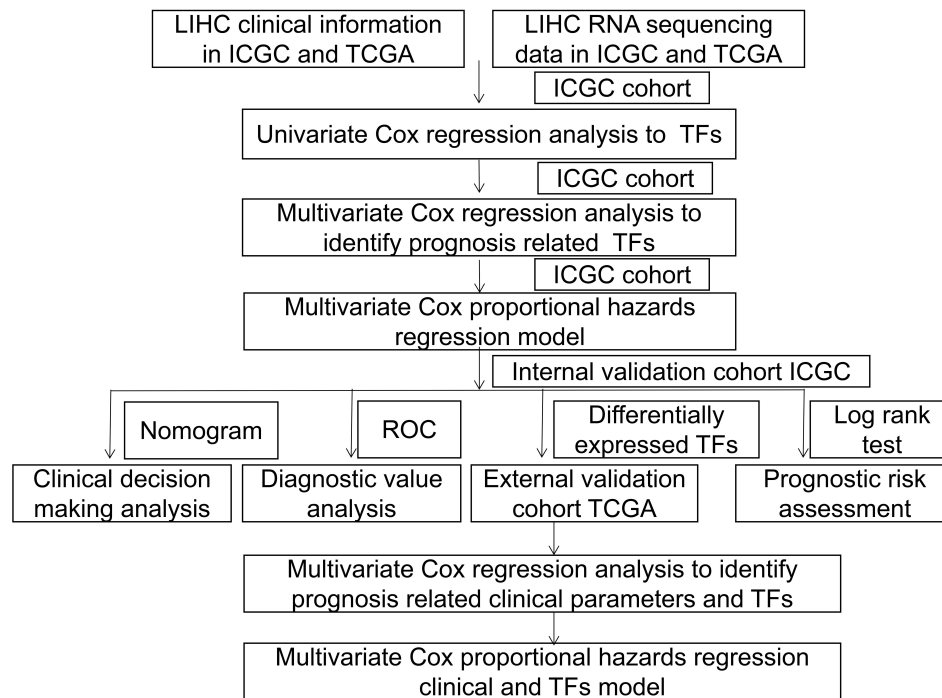 LIHC clinical information
in ICGC and TCGA
LIHC RNA sequencing
data in ICGC and TCGA
ICGC cohort
Univariate Cox regression analysis to TFs
ICGC cohort
Multivariate Cox regression analysis to
identify prognosis related TFs
ICGC cohort
Multivariate Cox proportional hazards
regression model
Internal validation cohort ICGC
Nomogram
ROC
Differentially
expressed TFs
Log rank
test
Clinical decision
making analysis
Diagnostic value
analysis
External validation
cohort TCGA
Prognostic risk
assessment
Multivariate Cox regression analysis to identify
prognosis related clinical parameters and TFs
Multivariate Cox proportional hazards regression
clinical and TFs model